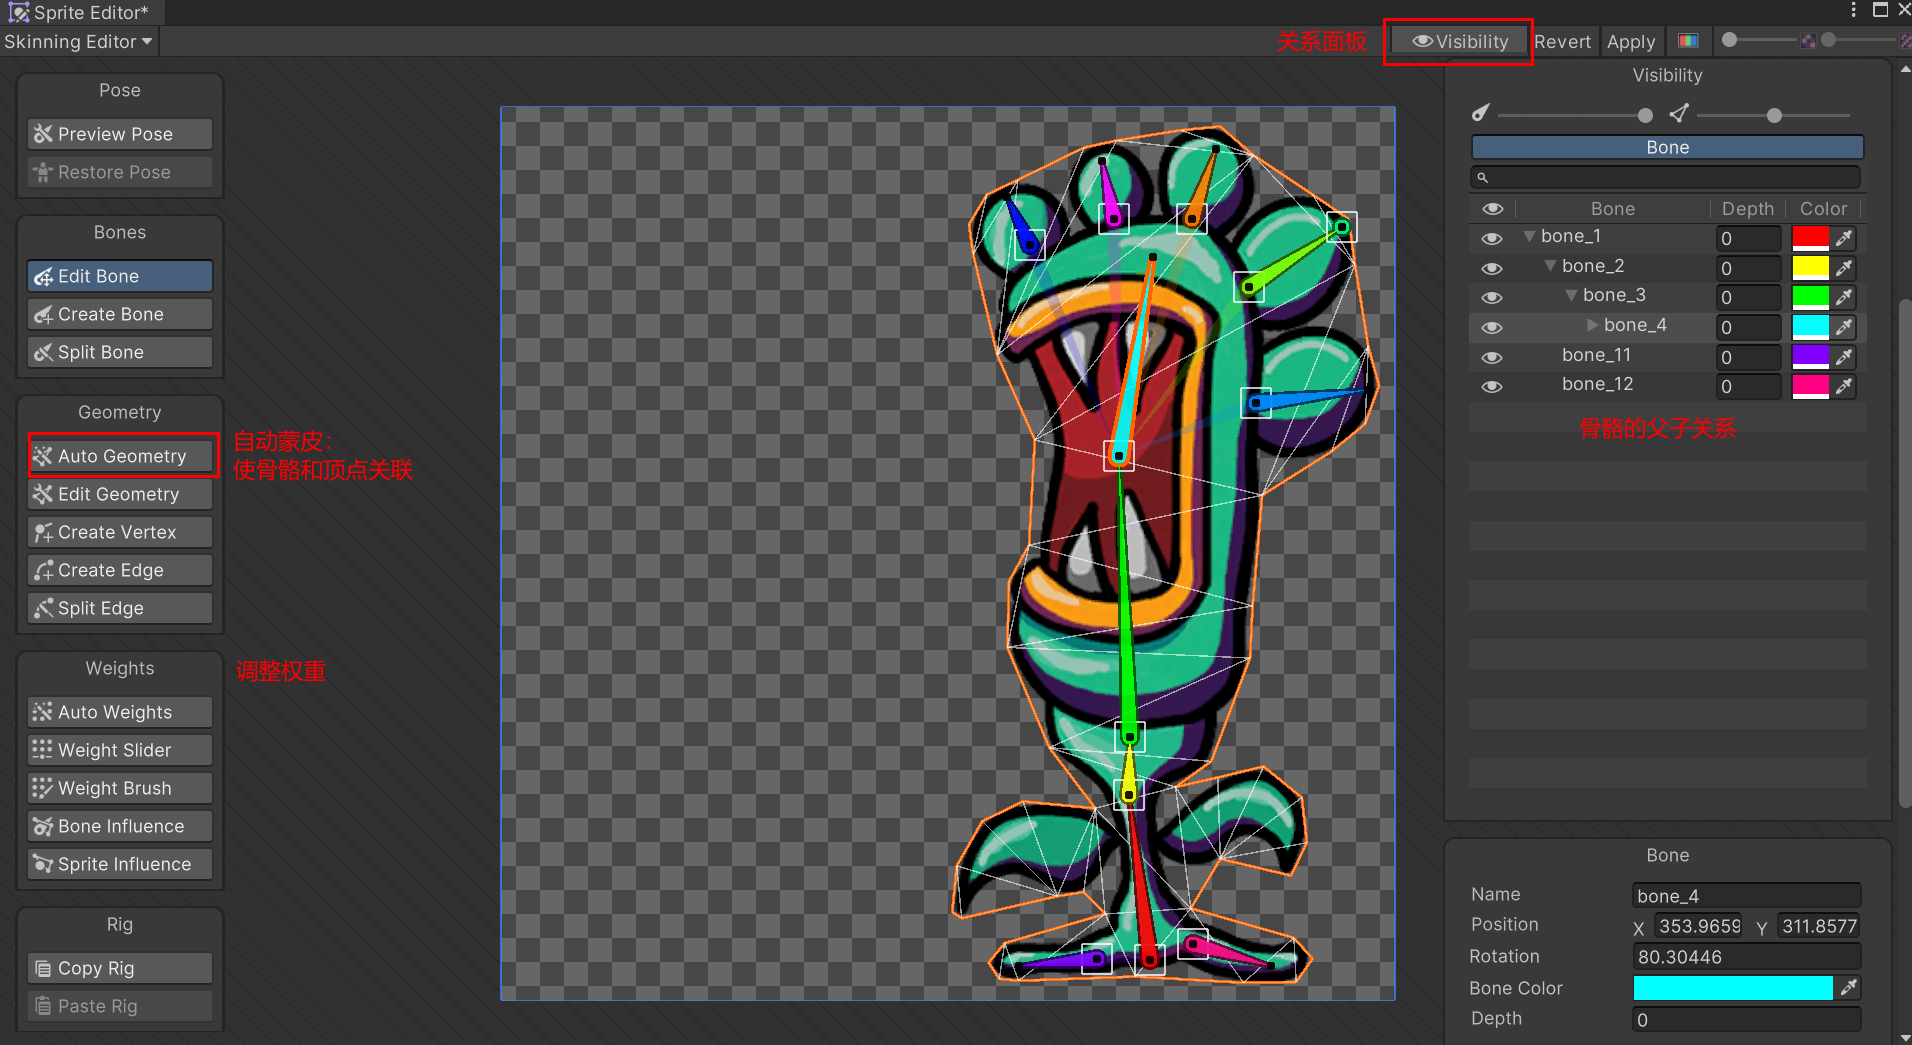 Sprite Editor*
Skinning Editor
关系面板
Visibility
Revert
Apply
Pose
Preview Pose
Restore Pose
Bones
Edit Bone
Create Bone
Split Bone
Geometry
Auto Geometry
自动蒙皮:
使骨骼和顶点关联
Edit Geometry
Create Vertex
Create Edge
Split Edge
Weights
调整权重
Auto Weights
Weight Slider
Weight Brush
Bone Influence
Sprite Influence
Rig
Copy Rig
Paste Rig
Visibility
Bone
Bone Depth Color
bone_1 0
bone_2 0
bone_3 0
bone_4 0
bone_11 0
bone_12 0
骨骼的父子关系
Bone
Name bone_4
Position X 353.9659 Y 311.8577
Rotation 80.30446
Bone Color
Depth 0